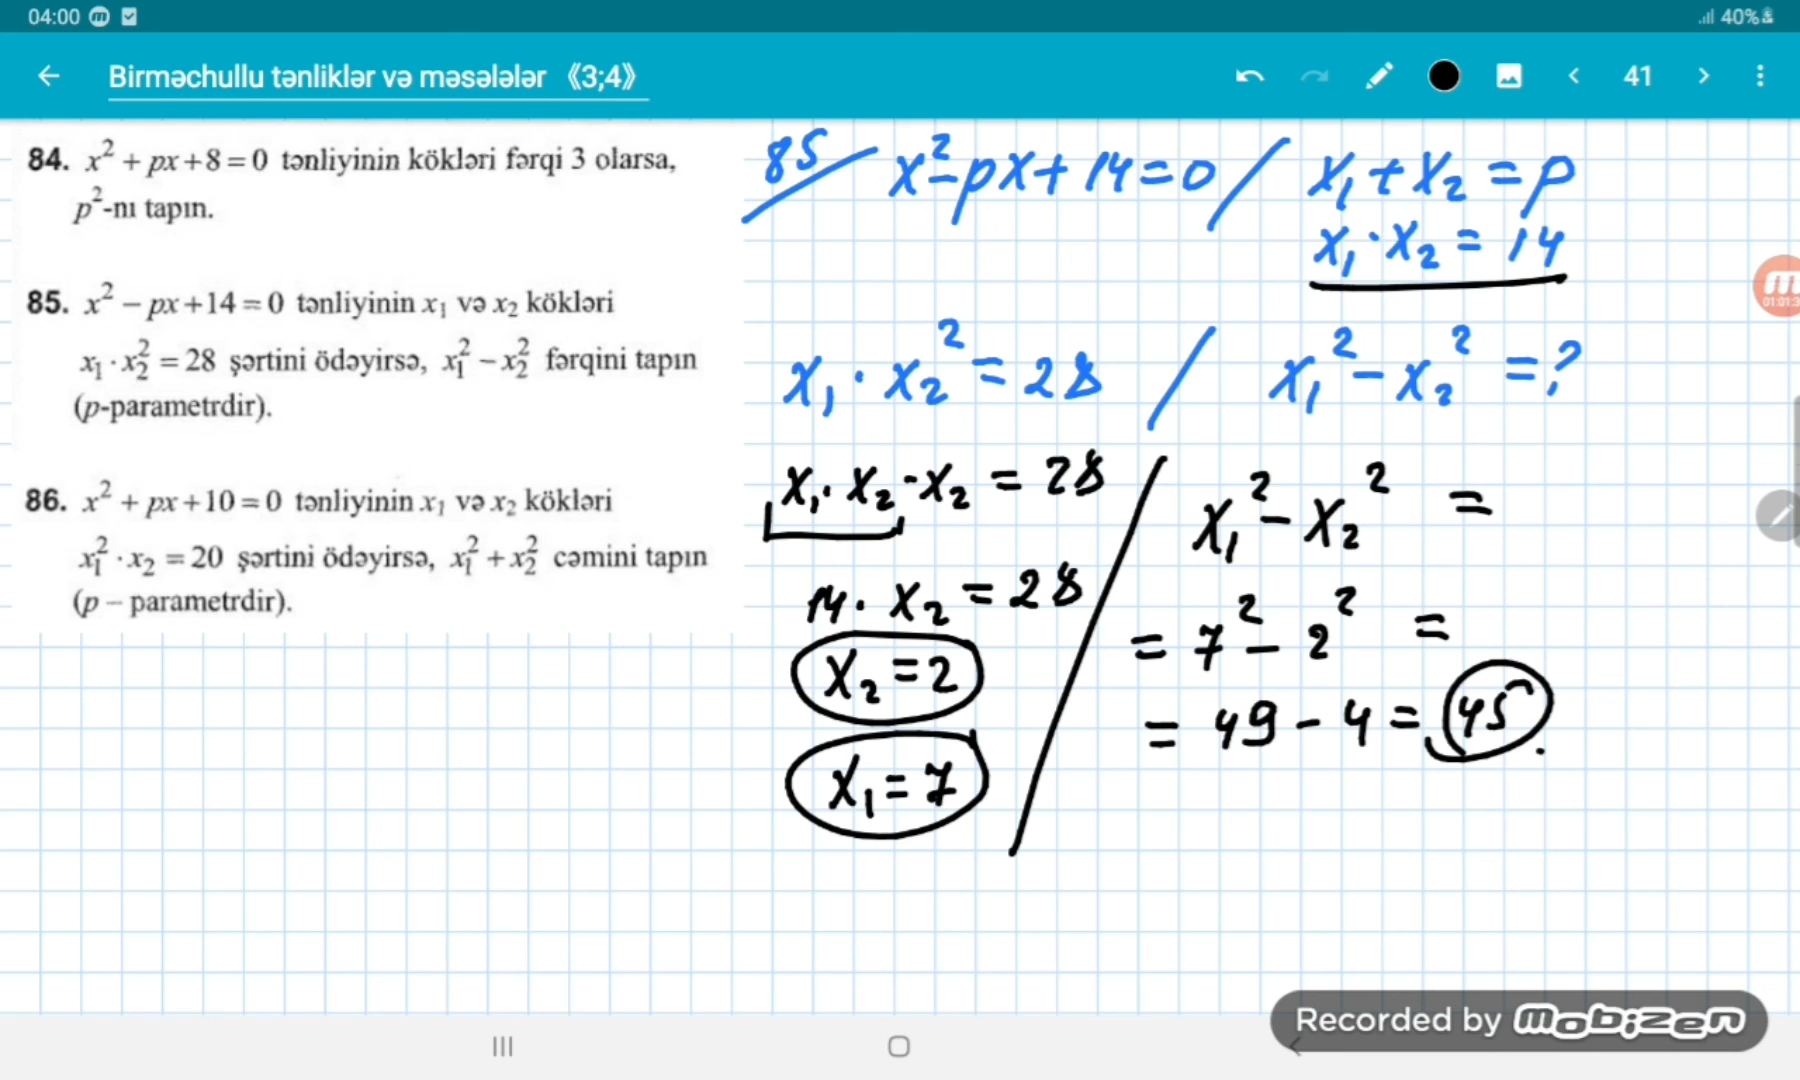 04:00
40%
Birməchullu tənliklər və məsələlər 《3;4》
41
84. x² + px + 8 = 0 tənliyinin kökləri fərqi 3 olarsa,
p²-nı tapın.
85. x² − px + 14 = 0 tənliyinin x₁ və x₂ kökləri
x₁ · x₂² = 28 şərtini ödəyirsə, x₁² − x₂² fərqini tapın
(p-parametrdir).
86. x² + px + 10 = 0 tənliyinin x₁ və x₂ kökləri
x₁² · x₂ = 20 şərtini ödəyirsə, x₁² + x₂² cəmini tapın
(p – parametrdir).
85 x² − px + 14 = 0 / x₁ + x₂ = p
x₁ · x₂ = 14
x₁ · x₂² = 28 / x₁² − x₂² = ?
x₁ · x₂ · x₂ = 28
14 · x₂ = 28
x₂ = 2
x₁ = 7
x₁² − x₂² =
= 7² − 2² =
= 49 − 4 = 45
m
01:01:3
Recorded by mobizen